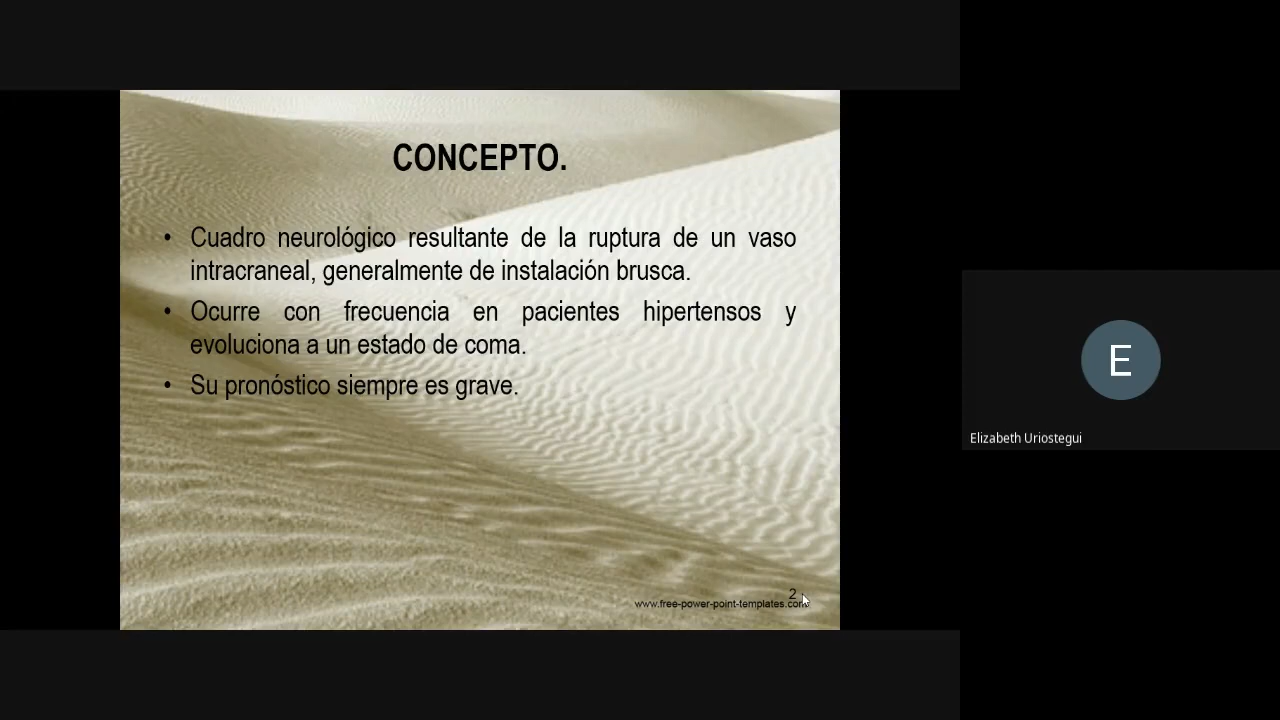 CONCEPTO.
• Cuadro neurológico resultante de la ruptura de un vaso
intracraneal, generalmente de instalación brusca.
• Ocurre con frecuencia en pacientes hipertensos y
evoluciona a un estado de coma.
• Su pronóstico siempre es grave.
2
www.free-power-point-templates.com
E
Elizabeth Uriostegui